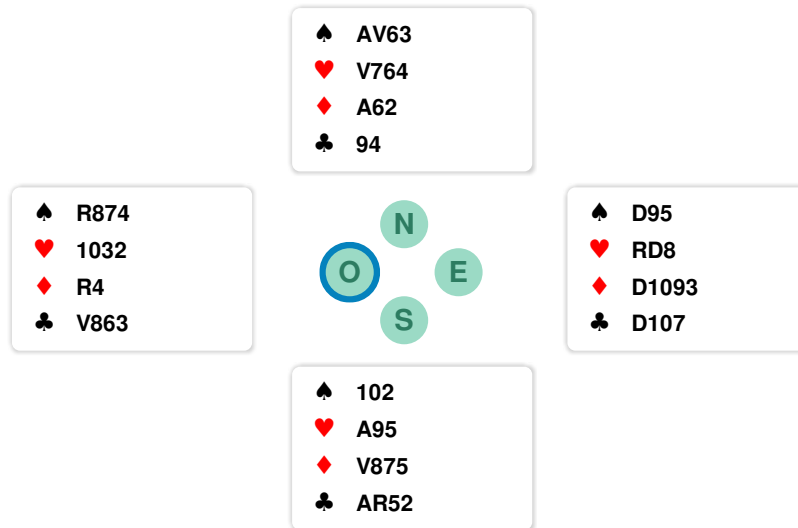 ♠ AV63
♥ V764
♦ A62
♣ 94
♠ R874
♥ 1032
♦ R4
♣ V863
N
O E
S
♠ D95
♥ RD8
♦ D1093
♣ D107
♠ 102
♥ A95
♦ V875
♣ AR52